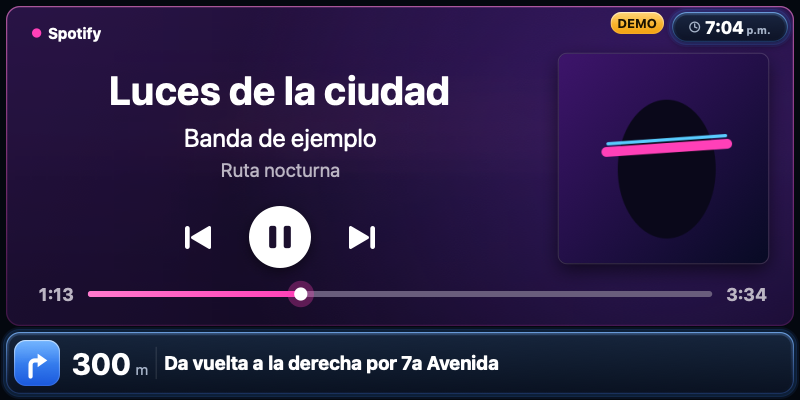 Spotify
DEMO
7:04 p.m.
Luces de la ciudad
Banda de ejemplo
Ruta nocturna
1:13
3:34
300 m
Da vuelta a la derecha por 7a Avenida